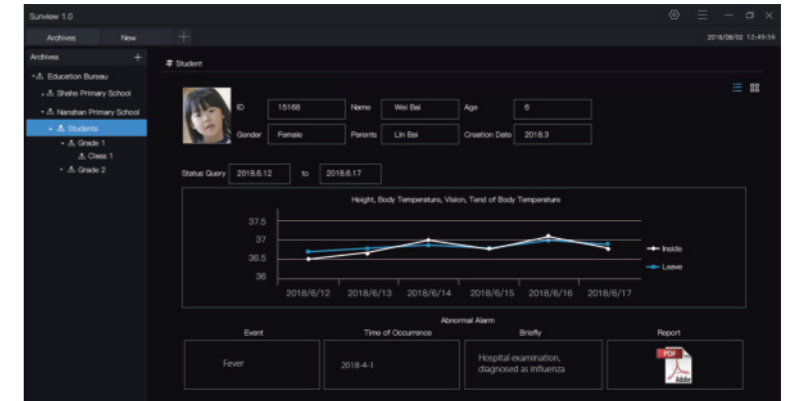 Sunview 1.0
Archives New
2018/08/02 12:49:56
Archives
Education Bureau
Shehe Primary School
Nanshan Primary School
Students
Grade 1
Class 1
Grade 2
Student
ID 15168 Name Wei Bai Age 6
Gender Female Parents Lin Bai Creation Date 2018.3
Status Query 2018.6.12 to 2018.6.17
Height, Body Temperature, Vision, Tend of Body Temperature
37.5
37
36.5
36
2018/6/12 2018/6/13 2018/6/14 2018/6/15 2018/6/16 2018/6/17
Inside
Leave
Abnormal Alarm
Event Time of Occurrence Briefly Report
Fever 2018-4-1 Hospital examination,
diagnosed as influenza
PDF
Adobe